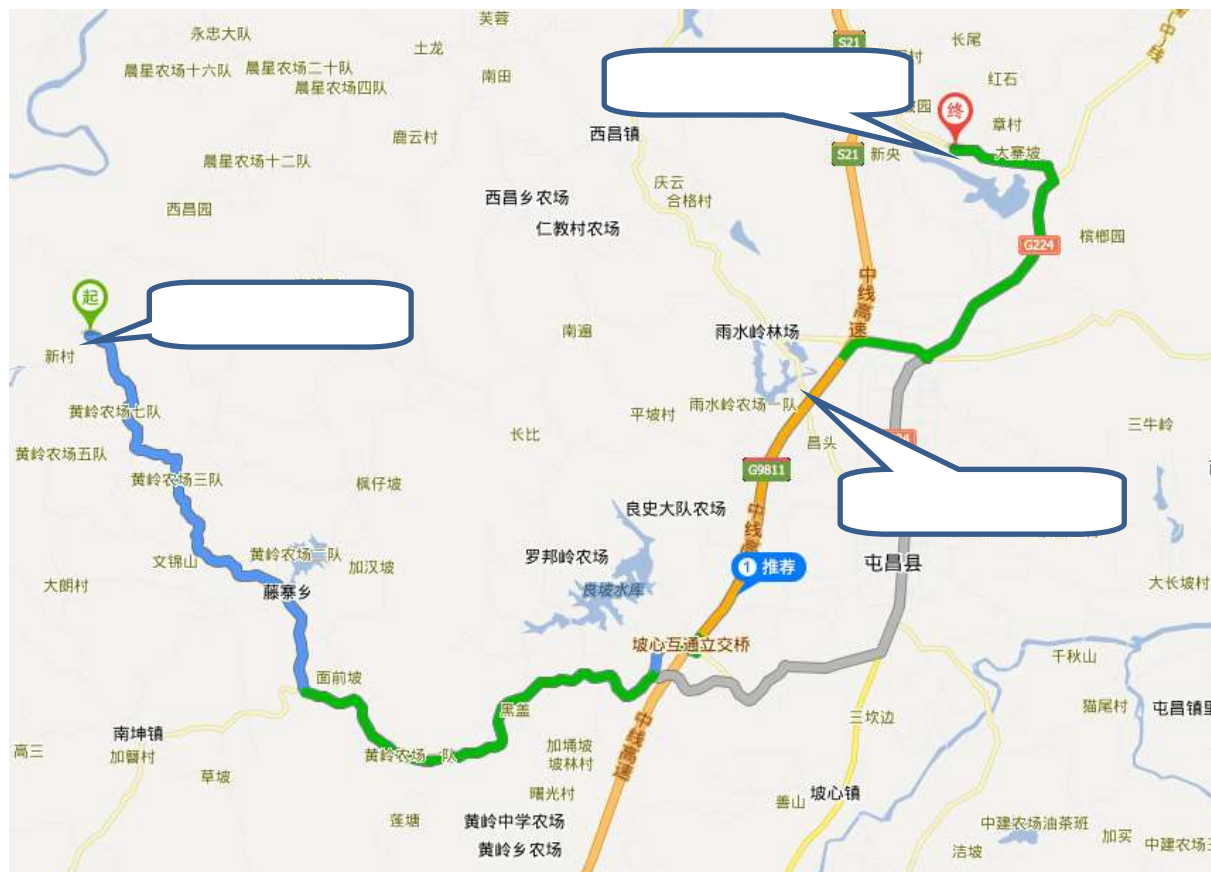 芙蓉
永忠大队
土龙
长尾
S21
晨星农场十六队
晨星农场二十队
南田
晨星农场四队
红石
终
章村
西昌镇
鹿云村
S21
新央
大寨坡
晨星农场十二队
庆云
合格村
西昌乡农场
西昌园
仁教村农场
槟榔园
G224
中线
中线高速
起
南遍
雨水岭林场
新村
黄岭农场七队
平坡村
雨水岭农场一队
三牛岭
长比
昌头
黄岭农场五队
黄岭农场三队
G9811
枫仔坡
良史大队农场
中线高速
罗邦岭农场
文锦山
黄岭农场二队
加汉坡
1 推荐
屯昌县
大朗村
藤寨乡
良坡水库
大长坡村
坡心互通立交桥
千秋山
面前坡
黑盖
三坎边
猫尾村
屯昌镇里
南坤镇
中线高速
高三
加簪村
黄岭农场一队
加埇坡
坡林村
草坡
曙光村
善山
坡心镇
莲塘
黄岭中学农场
中建农场油茶班
加买
中建农场三
黄岭乡农场
洁坡